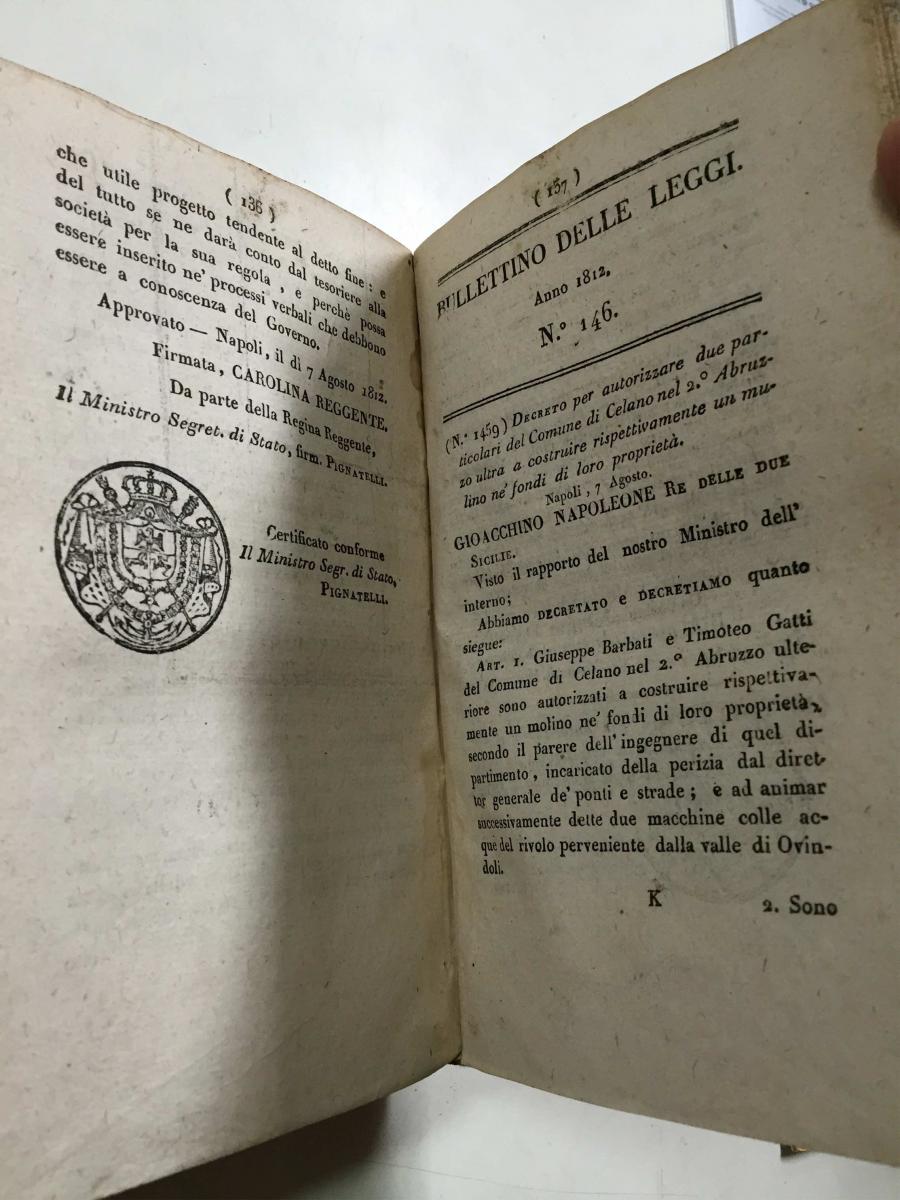 ( 136 )
che utile progetto tendente al detto fine: e
del tutto se ne darà conto dal tesoriere alla
società per la sua regola, e perchè possa
essere inserito ne' processi verbali che debbono
essere a conoscenza del Governo.
Approvato — Napoli, il dì 7 Agosto 1812.
Firmata, CAROLINA REGGENTE.
Da parte della Regina Reggente,
Il Ministro Segret. di Stato, firm. PIGNATELLI.
Certificato conforme
Il Ministro Segr. di Stato,
PIGNATELLI.
( 157 )
BULLETTINO DELLE LEGGI.
Anno 1812.
N.° 146.
(N.° 1459) DECRETO per autorizzare due par-
ticolari del Comune di Celano nel 2.° Abruz-
zo ultra a costruire rispettivamente un mu-
lino ne' fondi di loro proprietà.
Napoli, 7 Agosto.
GIOACCHINO NAPOLEONE RE DELLE DUE
SICILIE.
Visto il rapporto del nostro Ministro dell'
interno;
Abbiamo DECRETATO e DECRETIAMO quanto
siegue:
ART. 1. Giuseppe Barbati e Timoteo Gatti
del Comune di Celano nel 2.° Abruzzo ulte-
riore sono autorizzati a costruire rispettiva-
mente un molino ne' fondi di loro proprietà,
secondo il parere dell' ingegnere di quel di-
partimento, incaricato della perizia dal diret-
tor generale de' ponti e strade; e ad animar
successivamente dette due macchine colle ac-
que del rivolo perveniente dalla valle di Ovin-
doli.
K
2. Sono